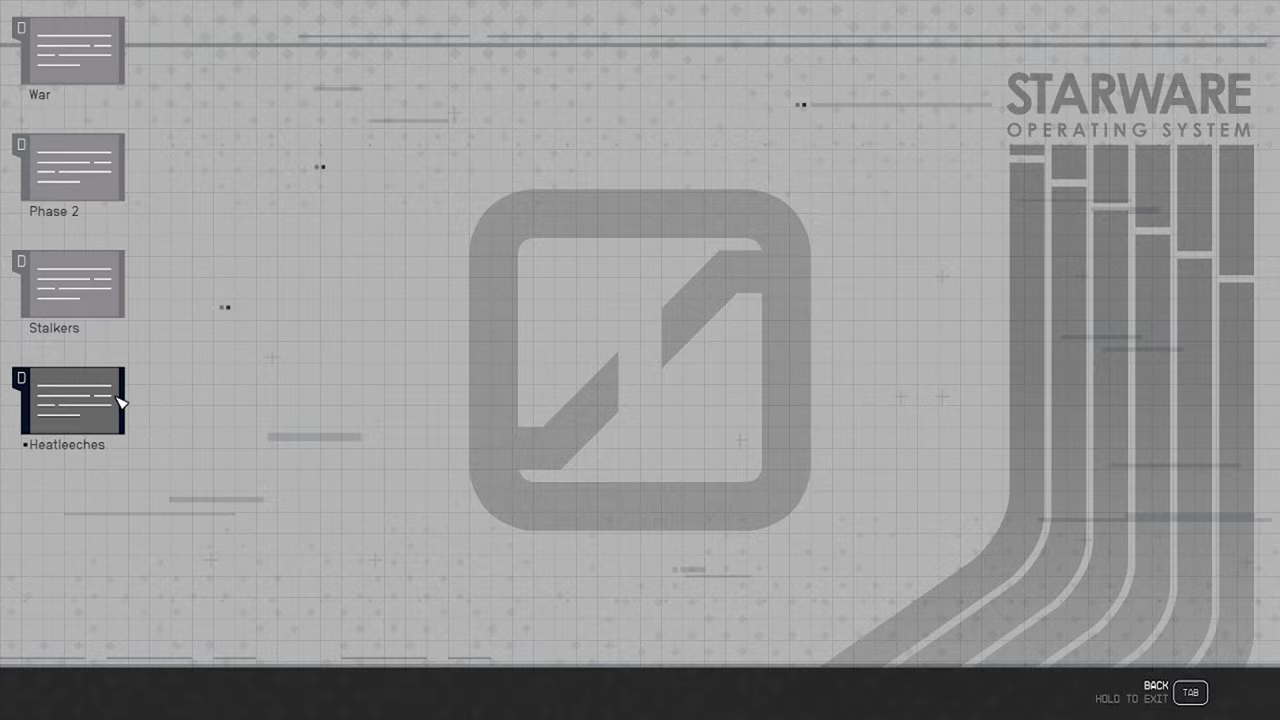 STARWARE
OPERATING SYSTEM
D
War
D
Phase 2
D
Stalkers
D
Heatleeches
BACK
HOLD TO EXIT
TAB